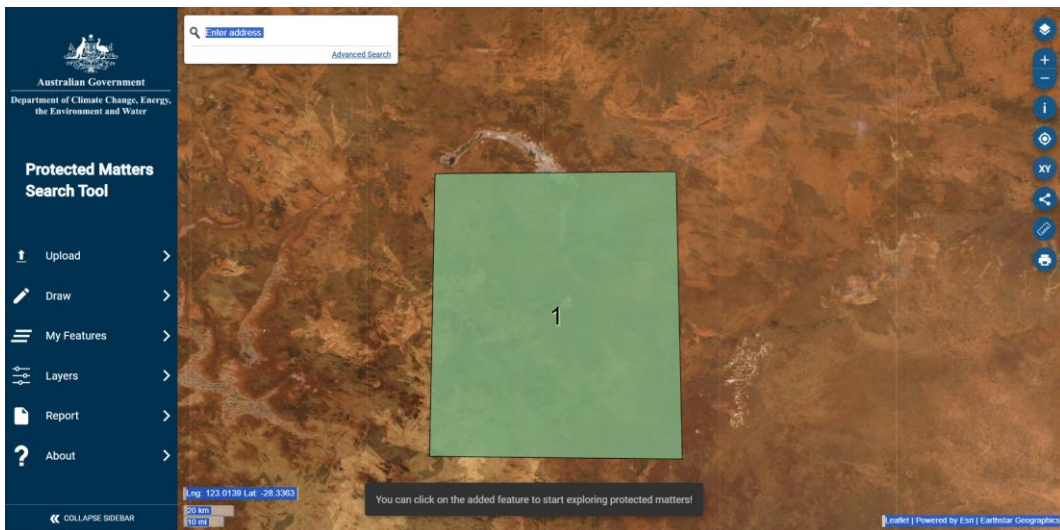 Australian Government
Department of Climate Change, Energy,
the Environment and Water
Protected Matters
Search Tool
Upload
Draw
My Features
Layers
Report
? About
COLLAPSE SIDEBAR
Enter address
Advanced Search
1
i
XY
Lng: 123.0139 Lat: -28.3363
20 km
10 mi
You can click on the added feature to start exploring protected matters!
Leaflet | Powered by Esri | Earthstar Geographics